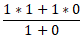 1 * 1 + 1 * 0
1 + 0